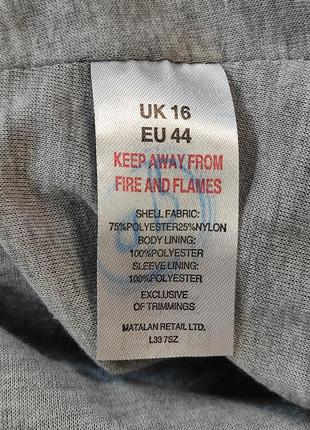 UK 16
EU 44
KEEP AWAY FROM
FIRE AND FLAMES
SHELL FABRIC:
75%POLYESTER25%NYLON
BODY LINING:
100%POLYESTER
SLEEVE LINING:
100%POLYESTER
EXCLUSIVE
OF TRIMMINGS
MATALAN RETAIL LTD.
L33 7SZ